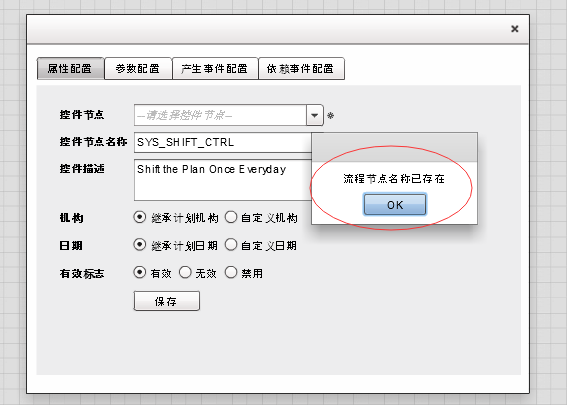 属性配置 参数配置 产生事件配置 依赖事件配置
控件节点 --请选择控件节点--
控件节点名称 SYS_SHIFT_CTRL
控件描述 Shift the Plan Once Everyday
流程节点名称已存在
OK
机构 继承计划机构 自定义机构
日期 继承计划日期 自定义日期
有效标志 有效 无效 禁用
保存